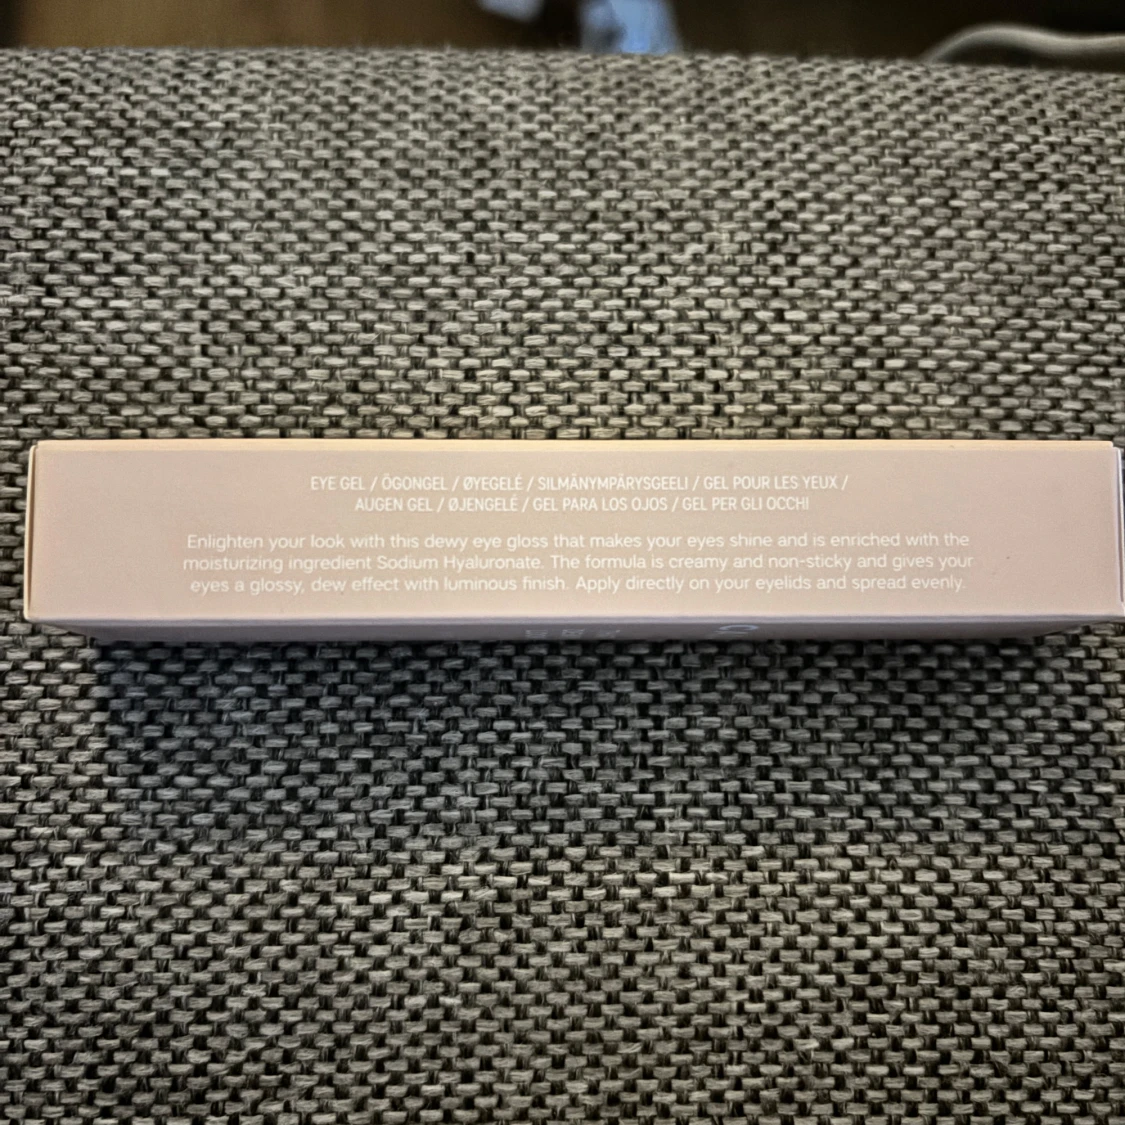 EYE GEL / ÖGONGEL / ØYEGELÉ / SILMÄNYMPÄRYSGEELI / GEL POUR LES YEUX /
AUGEN GEL / ØJENGELÉ / GEL PARA LOS OJOS / GEL PER GLI OCCHI
Enlighten your look with this dewy eye gloss that makes your eyes shine and is enriched with the
moisturizing ingredient Sodium Hyaluronate. The formula is creamy and non-sticky and gives your
eyes a glossy, dew effect with luminous finish. Apply directly on your eyelids and spread evenly.